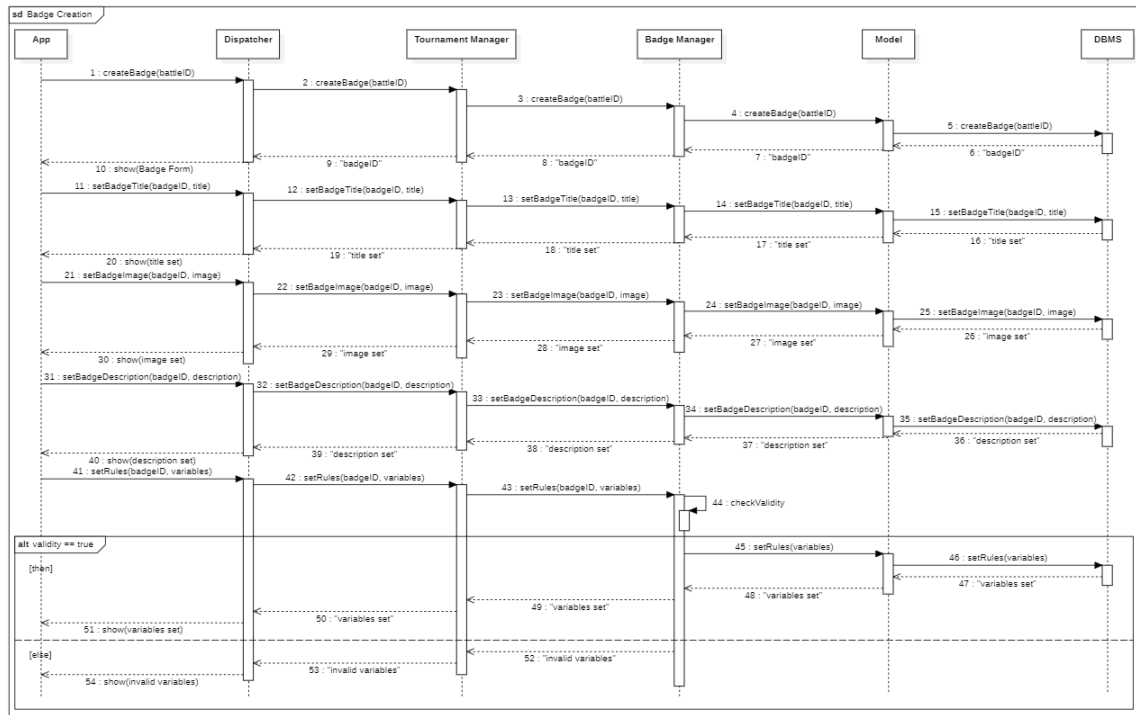 sd Badge Creation
App
Dispatcher
Tournament Manager
Badge Manager
Model
DBMS
1 : createBadge(battleID)
2 : createBadge(battleID)
3 : createBadge(battleID)
4 : createBadge(battleID)
5 : createBadge(battleID)
6 : "badgeID"
7 : "badgeID"
8 : "badgeID"
9 : "badgeID"
10 : show(Badge Form)
11 : setBadgeTitle(badgeID, title)
12 : setBadgeTitle(badgeID, title)
13 : setBadgeTitle(badgeID, title)
14 : setBadgeTitle(badgeID, title)
15 : setBadgeTitle(badgeID, title)
16 : "title set"
17 : "title set"
18 : "title set"
19 : "title set"
20 : show(title set)
21 : setBadgeImage(badgeID, image)
22 : setBadgeImage(badgeID, image)
23 : setBadgeImage(badgeID, image)
24 : setBadgeImage(badgeID, image)
25 : setBadgeImage(badgeID, image)
26 : "image set"
27 : "image set"
28 : "image set"
29 : "image set"
30 : show(image set)
31 : setBadgeDescription(badgeID, description)
32 : setBadgeDescription(badgeID, description)
33 : setBadgeDescription(badgeID, description)
34 : setBadgeDescription(badgeID, description)
35 : setBadgeDescription(badgeID, description)
36 : "description set"
37 : "description set"
38 : "description set"
39 : "description set"
40 : show(description set)
41 : setRules(badgeID, variables)
42 : setRules(badgeID, variables)
43 : setRules(badgeID, variables)
44 : checkValidity
alt validity == true
[then]
45 : setRules(variables)
46 : setRules(variables)
47 : "variables set"
48 : "variables set"
49 : "variables set"
50 : "variables set"
51 : show(variables set)
[else]
52 : "invalid variables"
53 : "invalid variables"
54 : show(invalid variables)